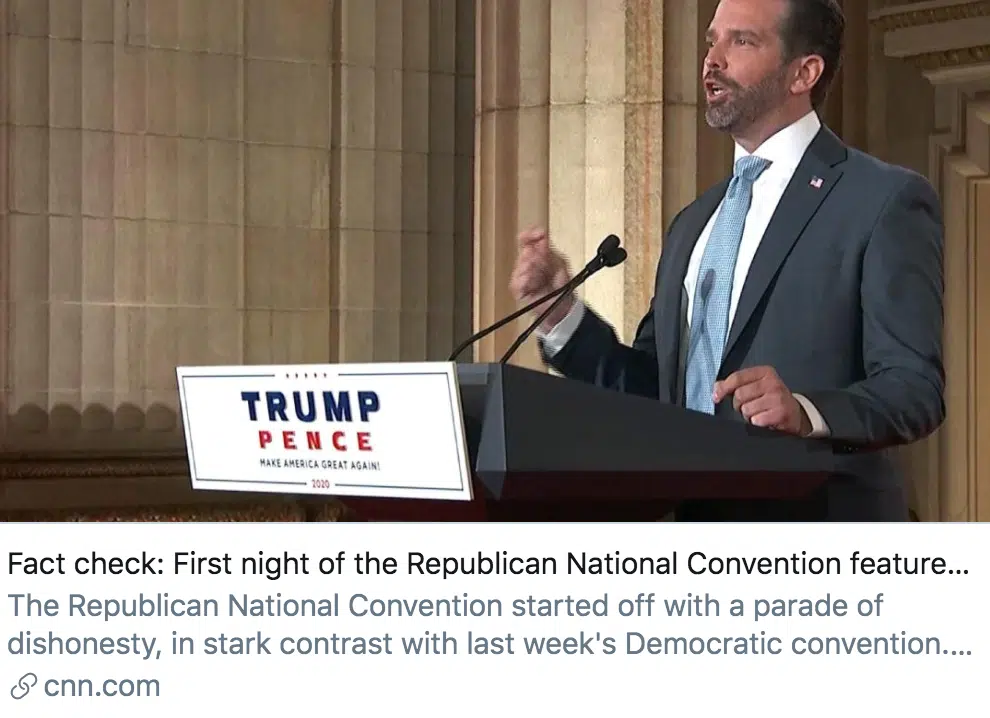 TRUMP
PENCE
MAKE AMERICA GREAT AGAIN!
2020
Fact check: First night of the Republican National Convention feature...
The Republican National Convention started off with a parade of
dishonesty, in stark contrast with last week's Democratic convention....
cnn.com